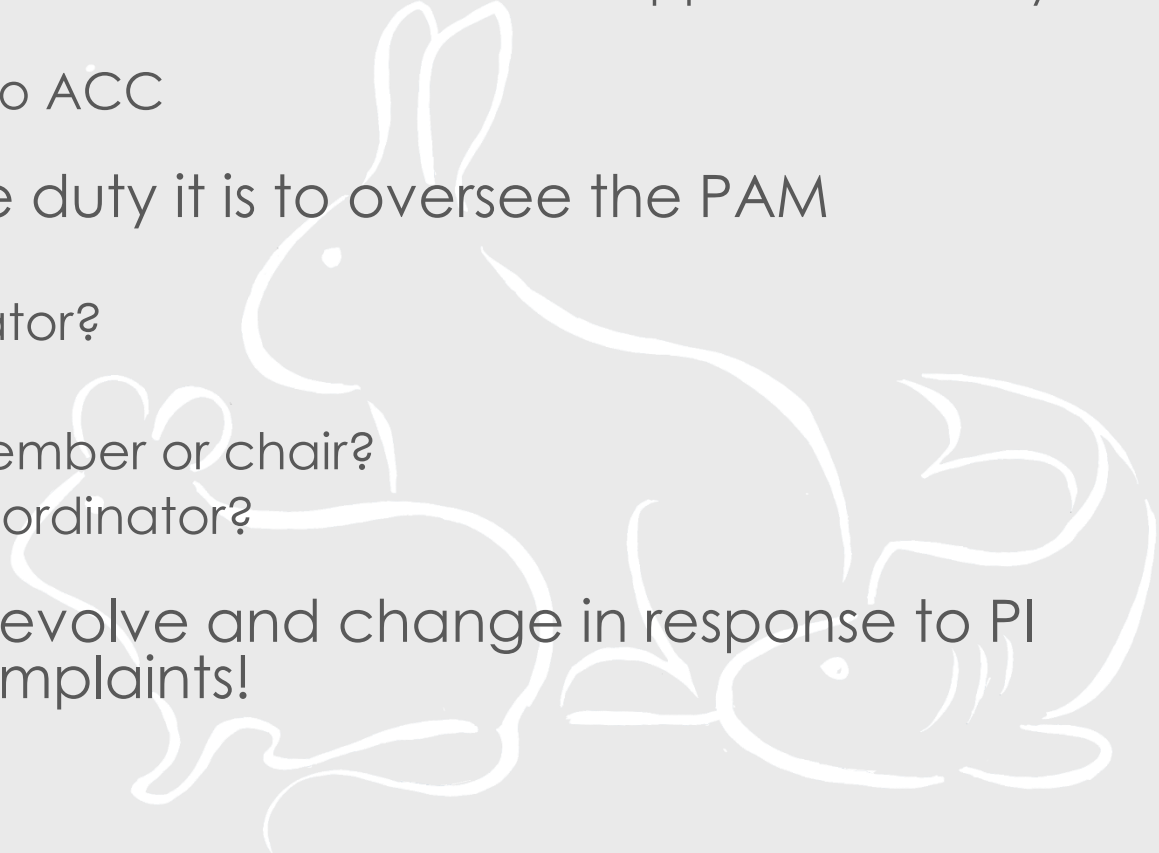 o ACC
e duty it is to oversee the PAM
ator?
ember or chair?
ordinator?
evolve and change in response to PI
mplaints!